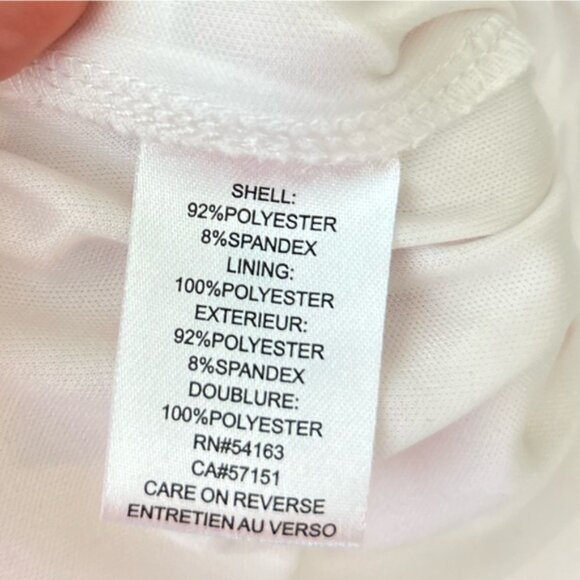 SHELL:
92%POLYESTER
8%SPANDEX
LINING:
100%POLYESTER
EXTERIEUR:
92%POLYESTER
8%SPANDEX
DOUBLURE:
100%POLYESTER
RN#54163
CA#57151
CARE ON REVERSE
ENTRETIEN AU VERSO